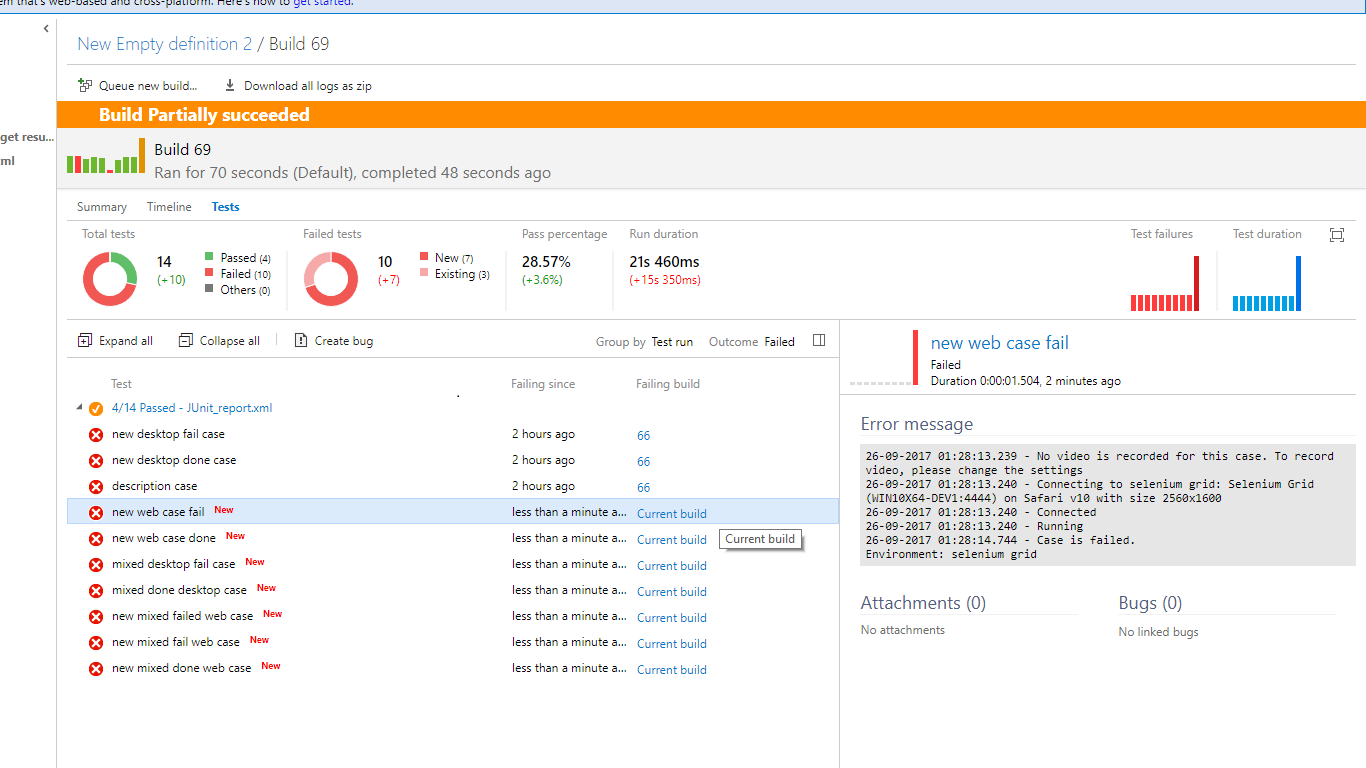 em that's web-based and cross-platform. Here's how to get started.
New Empty definition 2 / Build 69
Queue new build... Download all logs as zip
Build Partially succeeded
get resu...
ml
Build 69
Ran for 70 seconds (Default), completed 48 seconds ago
Summary Timeline Tests
Total tests Failed tests Pass percentage Run duration Test failures Test duration
14 (+10) Passed (4) Failed (10) Others (0)
10 (+7) New (7) Existing (3)
28.57% (+3.6%)
21s 460ms (+15s 350ms)
Expand all Collapse all Create bug Group by Test run Outcome Failed
Test Failing since Failing build
4/14 Passed - JUnit_report.xml
new desktop fail case 2 hours ago 66
new desktop done case 2 hours ago 66
description case 2 hours ago 66
new web case fail New less than a minute a... Current build
new web case done New less than a minute a... Current build
Current build
mixed desktop fail case New less than a minute a... Current build
mixed done desktop case New less than a minute a... Current build
new mixed failed web case New less than a minute a... Current build
new mixed fail web case New less than a minute a... Current build
new mixed done web case New less than a minute a... Current build
new web case fail
Failed
Duration 0:00:01.504, 2 minutes ago
Error message
26-09-2017 01:28:13.239 - No video is recorded for this case. To record
video, please change the settings
26-09-2017 01:28:13.240 - Connecting to selenium grid: Selenium Grid
(WIN10X64-DEV1:4444) on Safari v10 with size 2560x1600
26-09-2017 01:28:13.240 - Connected
26-09-2017 01:28:13.240 - Running
26-09-2017 01:28:14.744 - Case is failed.
Environment: selenium grid
Attachments (0) Bugs (0)
No attachments No linked bugs